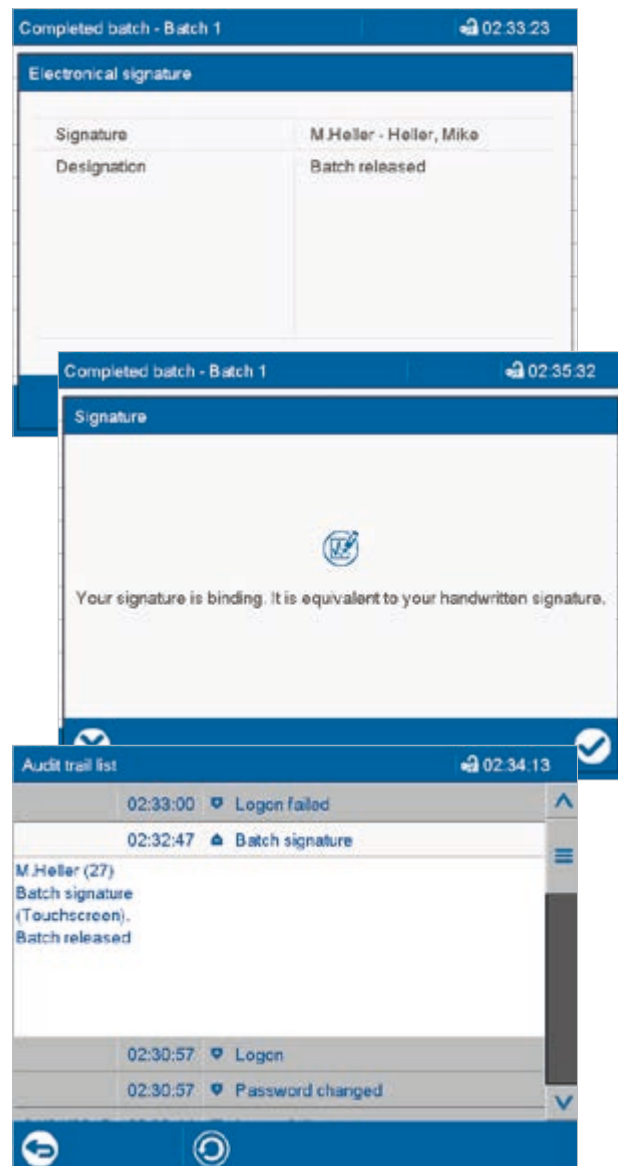 Completed batch - Batch 1 02:33:23
Electronical signature
Signature M.Heller - Heller, Mike
Designation Batch released
Completed batch - Batch 1 02:35:32
Signature
Your signature is binding. It is equivalent to your handwritten signature.
Audit trail list 02:34:13
02:33:00 Logon failed
02:32:47 Batch signature
M.Heller (27)
Batch signature
(Touchscreen).
Batch released
02:30:57 Logon
02:30:57 Password changed